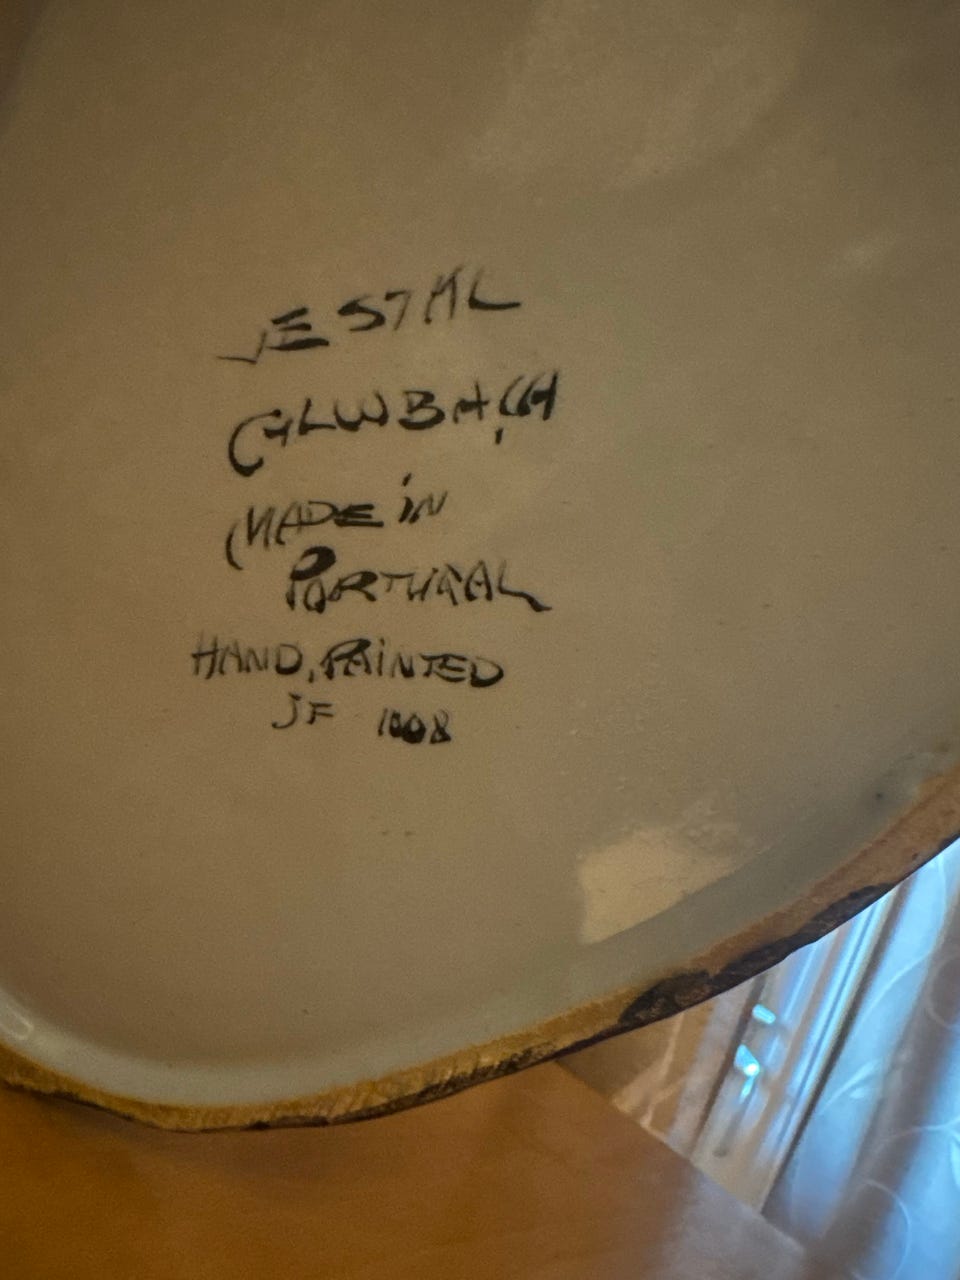 VESTAL
ALCOBAÇA
MADE iN
PORTUGAL
HAND, PAiNTED
JF 1008